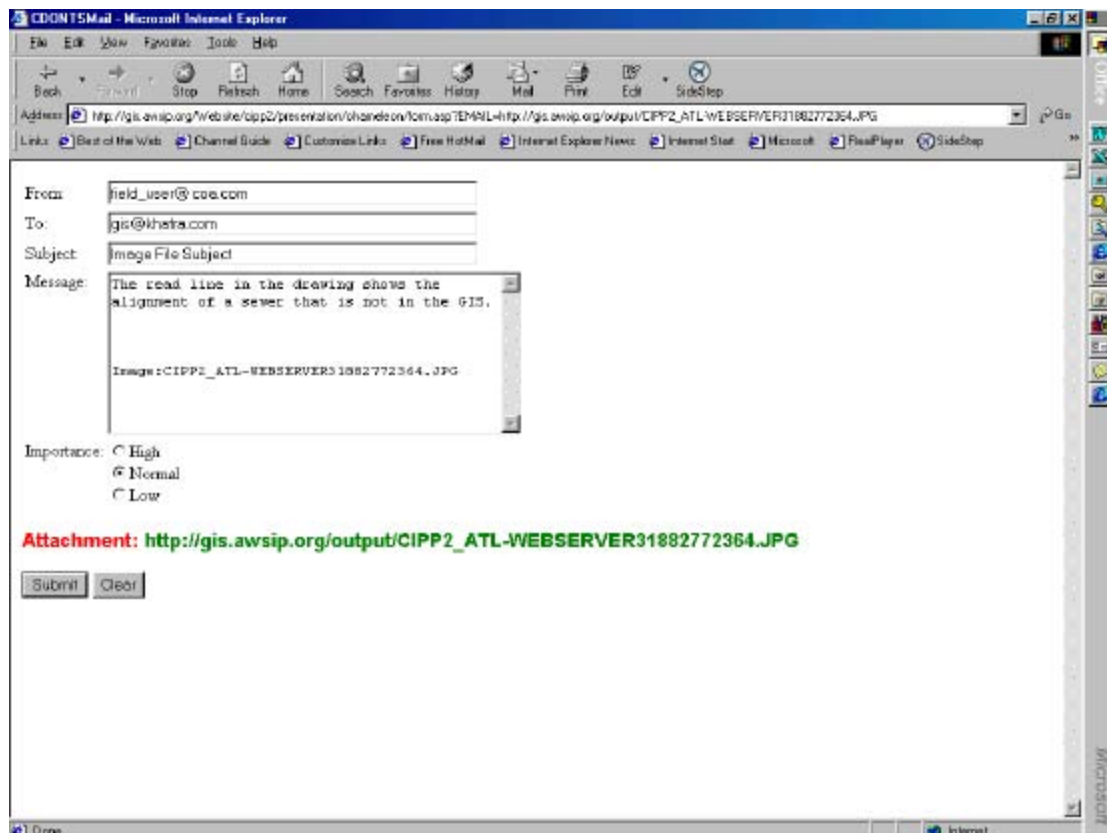 CDONTSMail - Microsoft Internet Explorer
File Edit View Favorites Tools Help
Back Forward Stop Refresh Home Search Favorites History Mail Print Edit SideStep
Address http://gis.awsip.org/Website/cipp2/presentation/chameleon/form.asp?EMAIL=http://gis.awsip.org/output/CIPP2_ATL-WEBSERVER31882772364.JPG Go
Links Best of the Web Channel Guide Customize Links Free HotMail Internet Explorer News Internet Start Microsoft RealPlayer SideStep
From: field_user@coa.com
To: gis@khafra.com
Subject: Image File Subject
Message: The read line in the drawing shows the
alignment of a sewer that is not in the GIS.
Image:CIPP2_ATL-WEBSERVER31882772364.JPG
Importance: High
Normal
Low
Attachment: http://gis.awsip.org/output/CIPP2_ATL-WEBSERVER31882772364.JPG
Submit Clear
Done Internet
Office
Microsoft